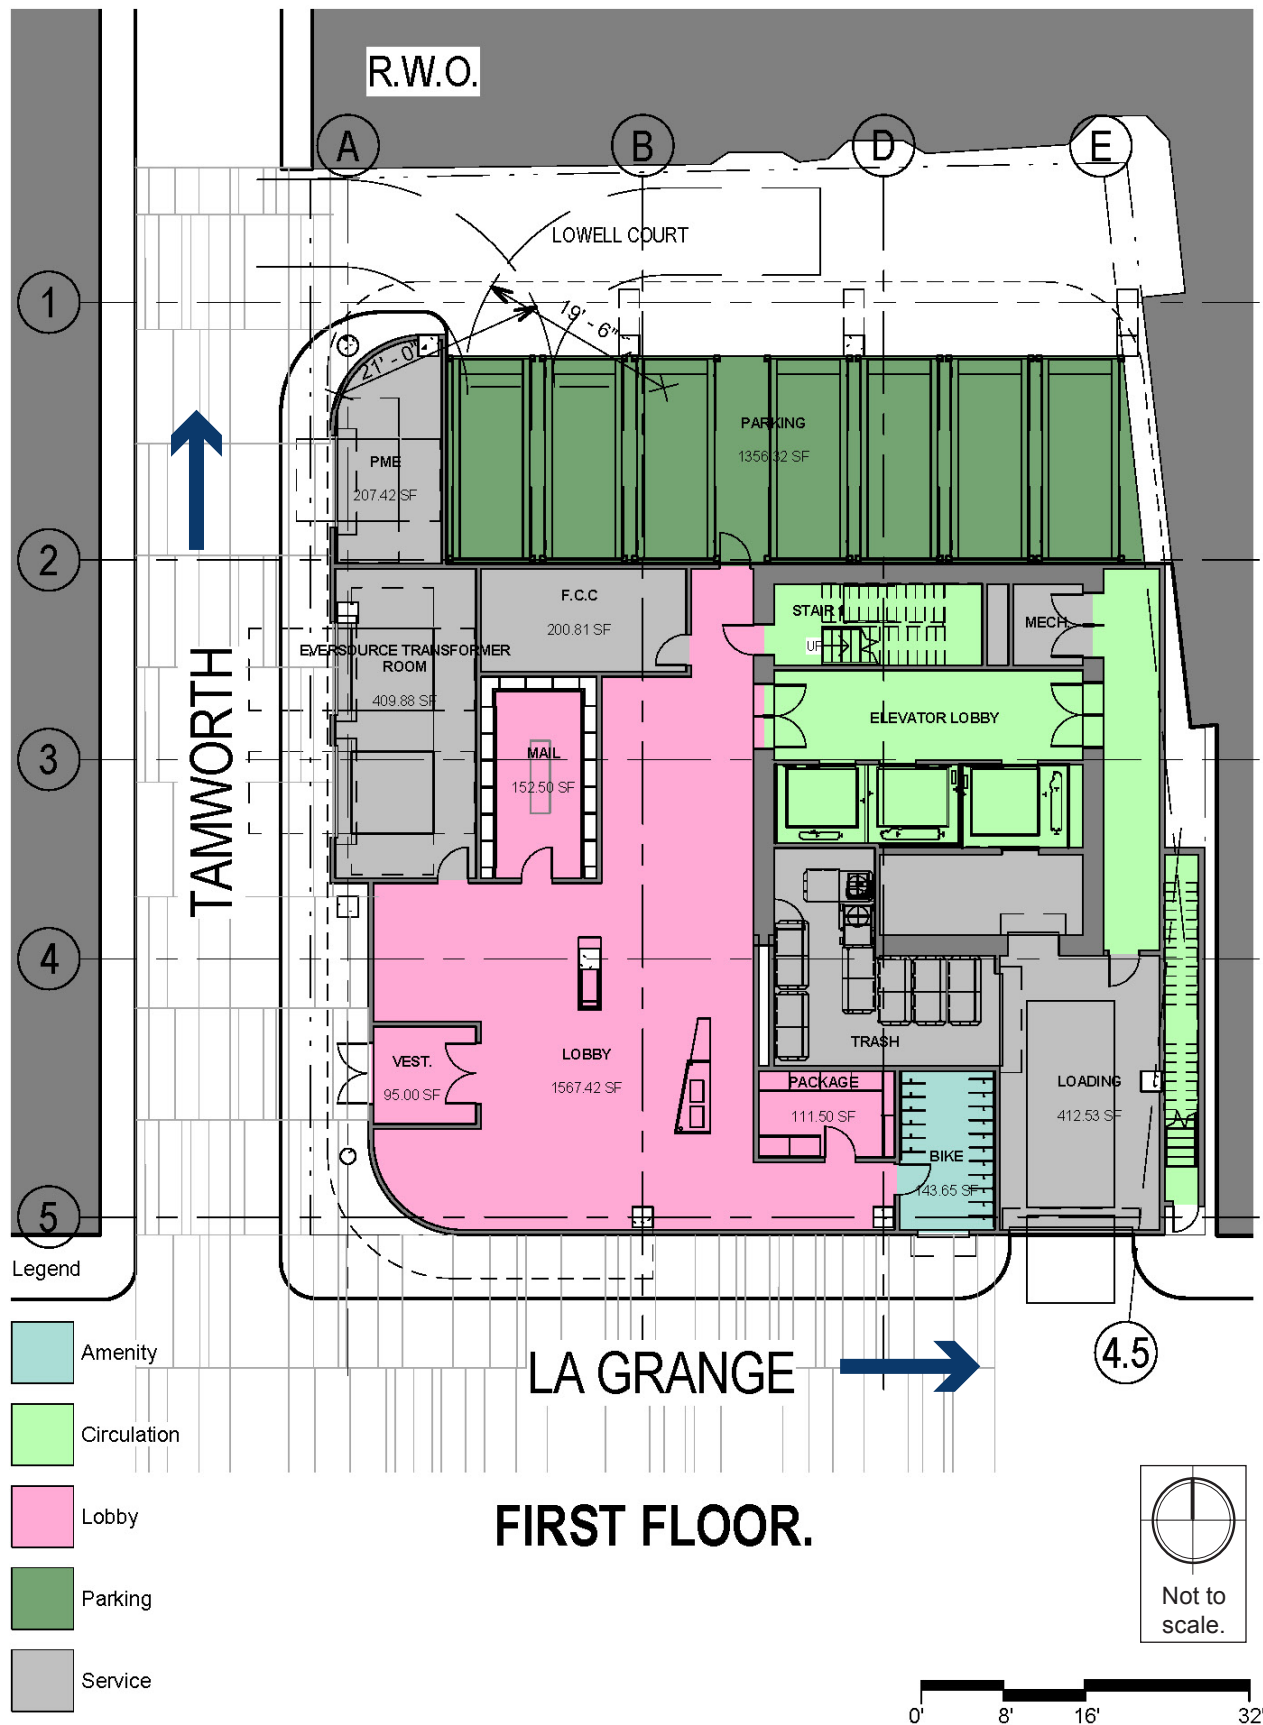 R.W.O.
A
B
D
E
LOWELL COURT
1
19' - 6"
21' - 0"
PARKING
1356.32 SF
PME
207.42 SF
2
F.C.C
200.81 SF
STAIR 1
UP
MECH.
EVERSOURCE TRANSFORMER
ROOM
409.88 SF
ELEVATOR LOBBY
TAMWORTH
3
MAIL
152.50 SF
4
TRASH
VEST.
95.00 SF
LOBBY
1567.42 SF
PACKAGE
111.50 SF
LOADING
412.53 SF
BIKE
143.65 SF
5
Legend
Amenity
Circulation
Lobby
Parking
Service
LA GRANGE
4.5
FIRST FLOOR.
Not to
scale.
0' 8' 16' 32'